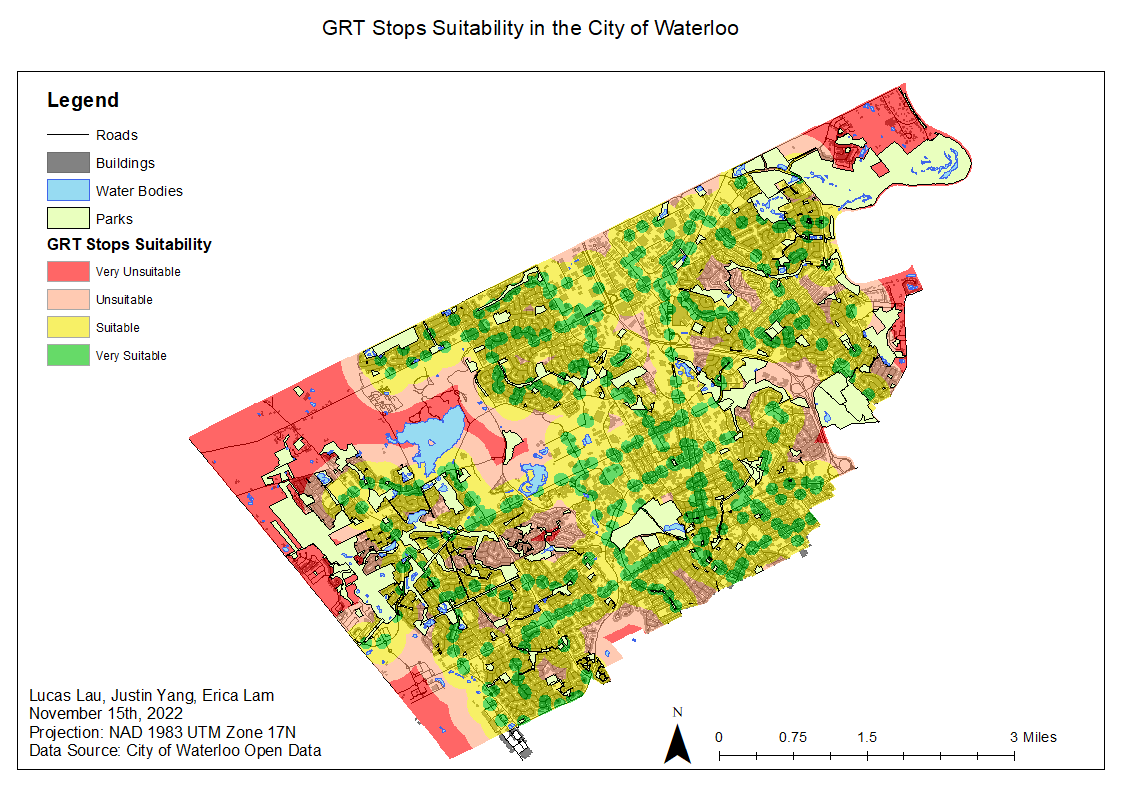 GRT Stops Suitability in the City of Waterloo
Legend
Roads
Buildings
Water Bodies
Parks
GRT Stops Suitability
Very Unsuitable
Unsuitable
Suitable
Very Suitable
Lucas Lau, Justin Yang, Erica Lam
November 15th, 2022
Projection: NAD 1983 UTM Zone 17N
Data Source: City of Waterloo Open Data
N
0 0.75 1.5 3 Miles